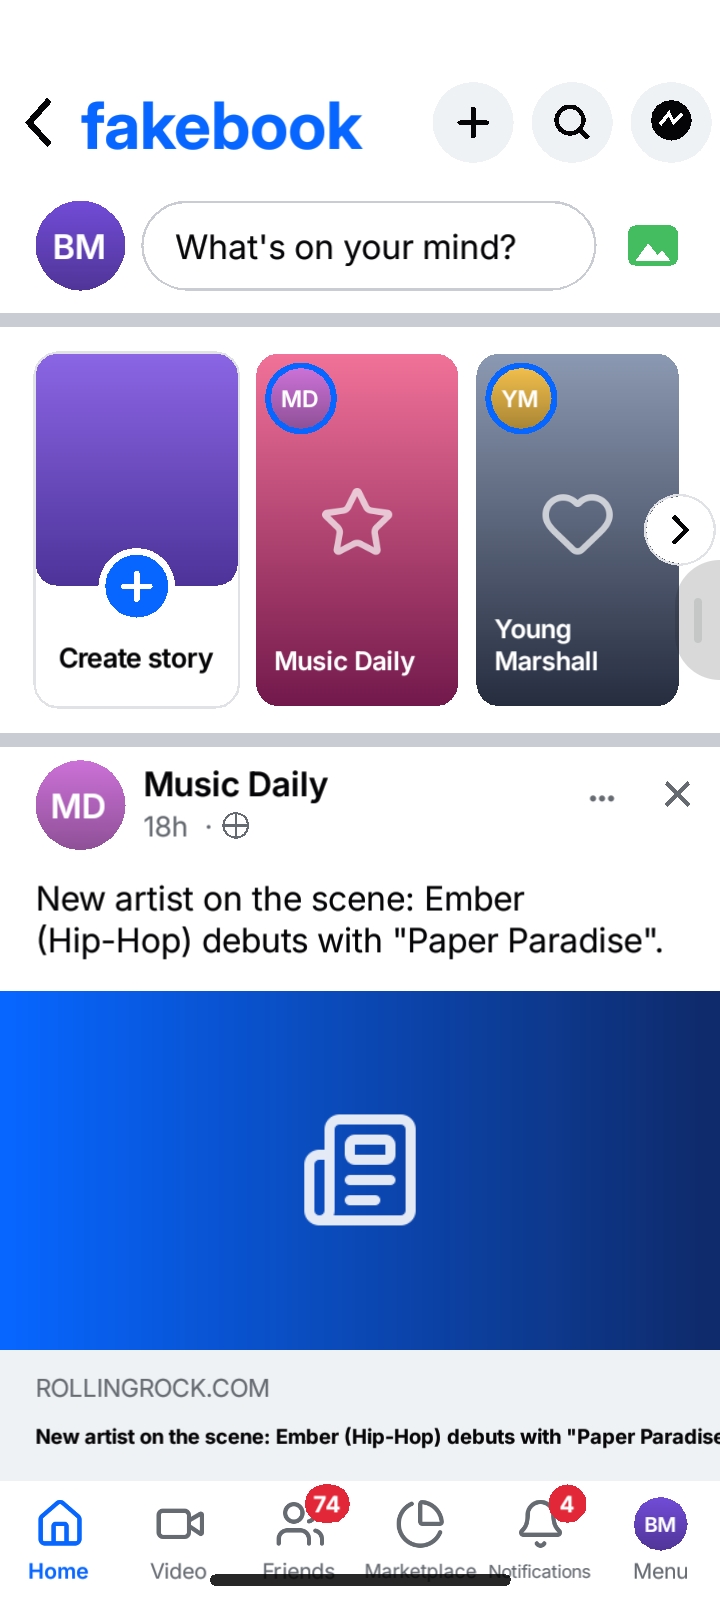 fakebook
BM
What's on your mind?
MD
YM
Create story
Music Daily
Young
Marshall
MD
Music Daily
18h ·
New artist on the scene: Ember
(Hip-Hop) debuts with "Paper Paradise".
ROLLINGROCK.COM
New artist on the scene: Ember (Hip-Hop) debuts with "Paper Paradise
74
4
BM
Home
Video
Friends
Marketplace
Notifications
Menu